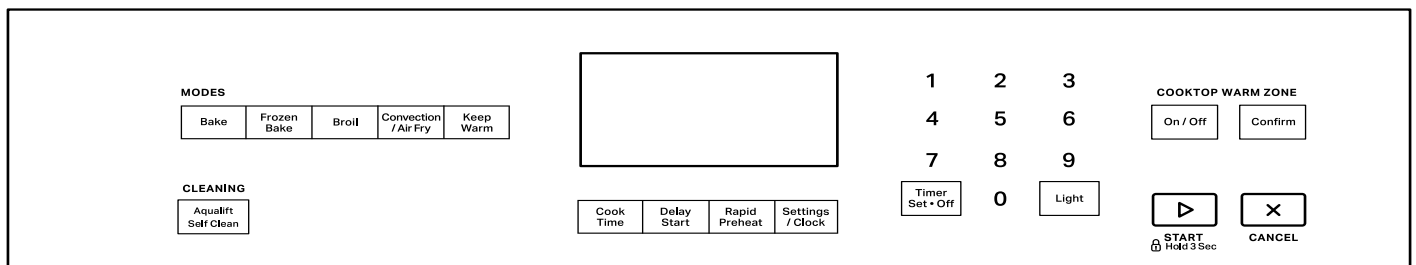 MODES
Bake
Frozen
Bake
Broil
Convection
/ Air Fry
Keep
Warm
CLEANING
Aqualift
Self Clean
Cook
Time
Delay
Start
Rapid
Preheat
Settings
/ Clock
1 2 3
4 5 6
7 8 9
Timer
Set • Off
0
Light
COOKTOP WARM ZONE
On / Off
Confirm
START
Hold 3 Sec
CANCEL